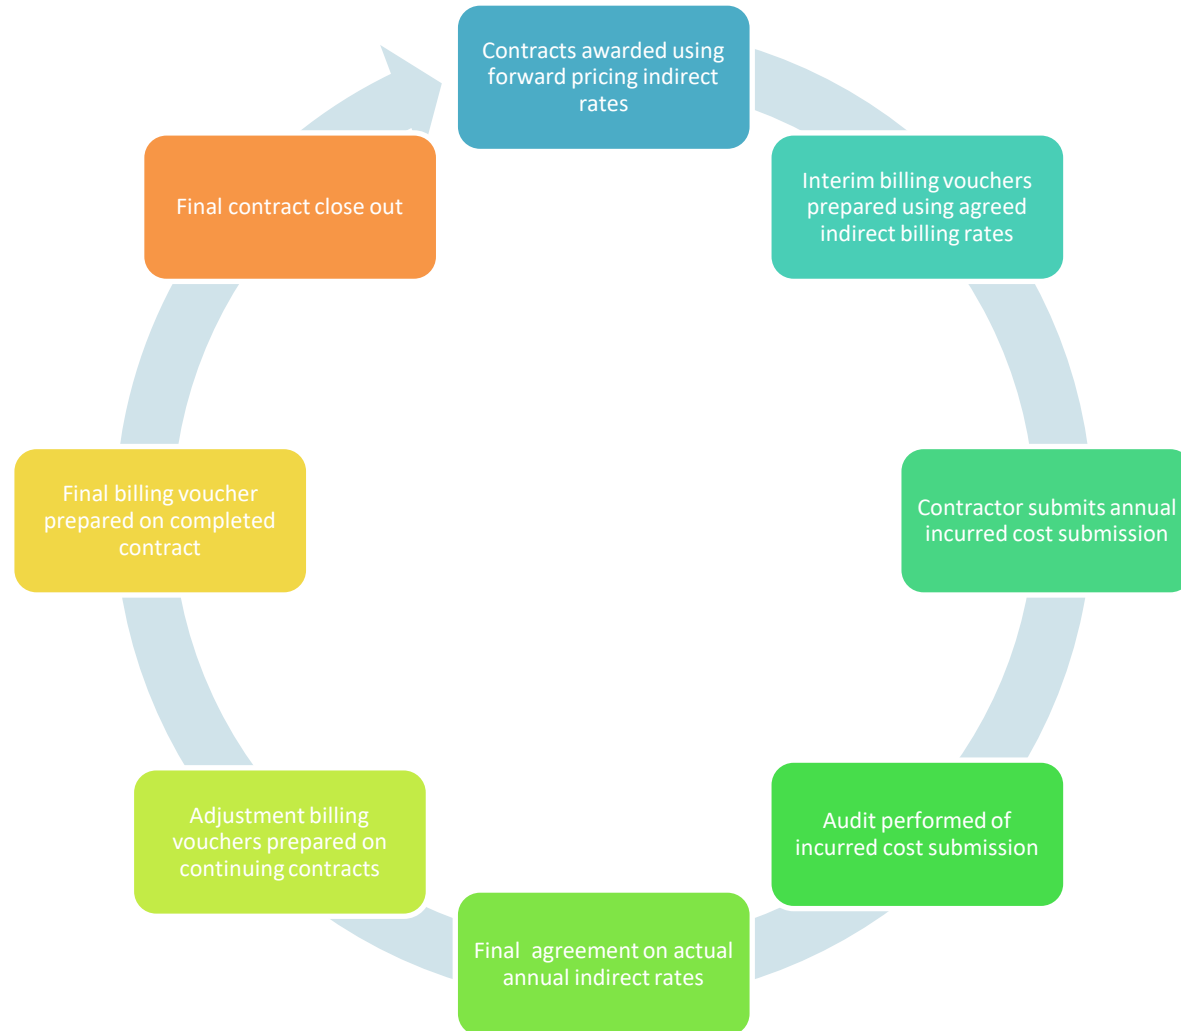 Contracts awarded using
forward pricing indirect
rates
Interim billing vouchers
prepared using agreed
indirect billing rates
Contractor submits annual
incurred cost submission
Audit performed of
incurred cost submission
Final  agreement on actual
annual indirect rates
Adjustment billing
vouchers prepared on
continuing contracts
Final billing voucher
prepared on completed
contract
Final contract close out